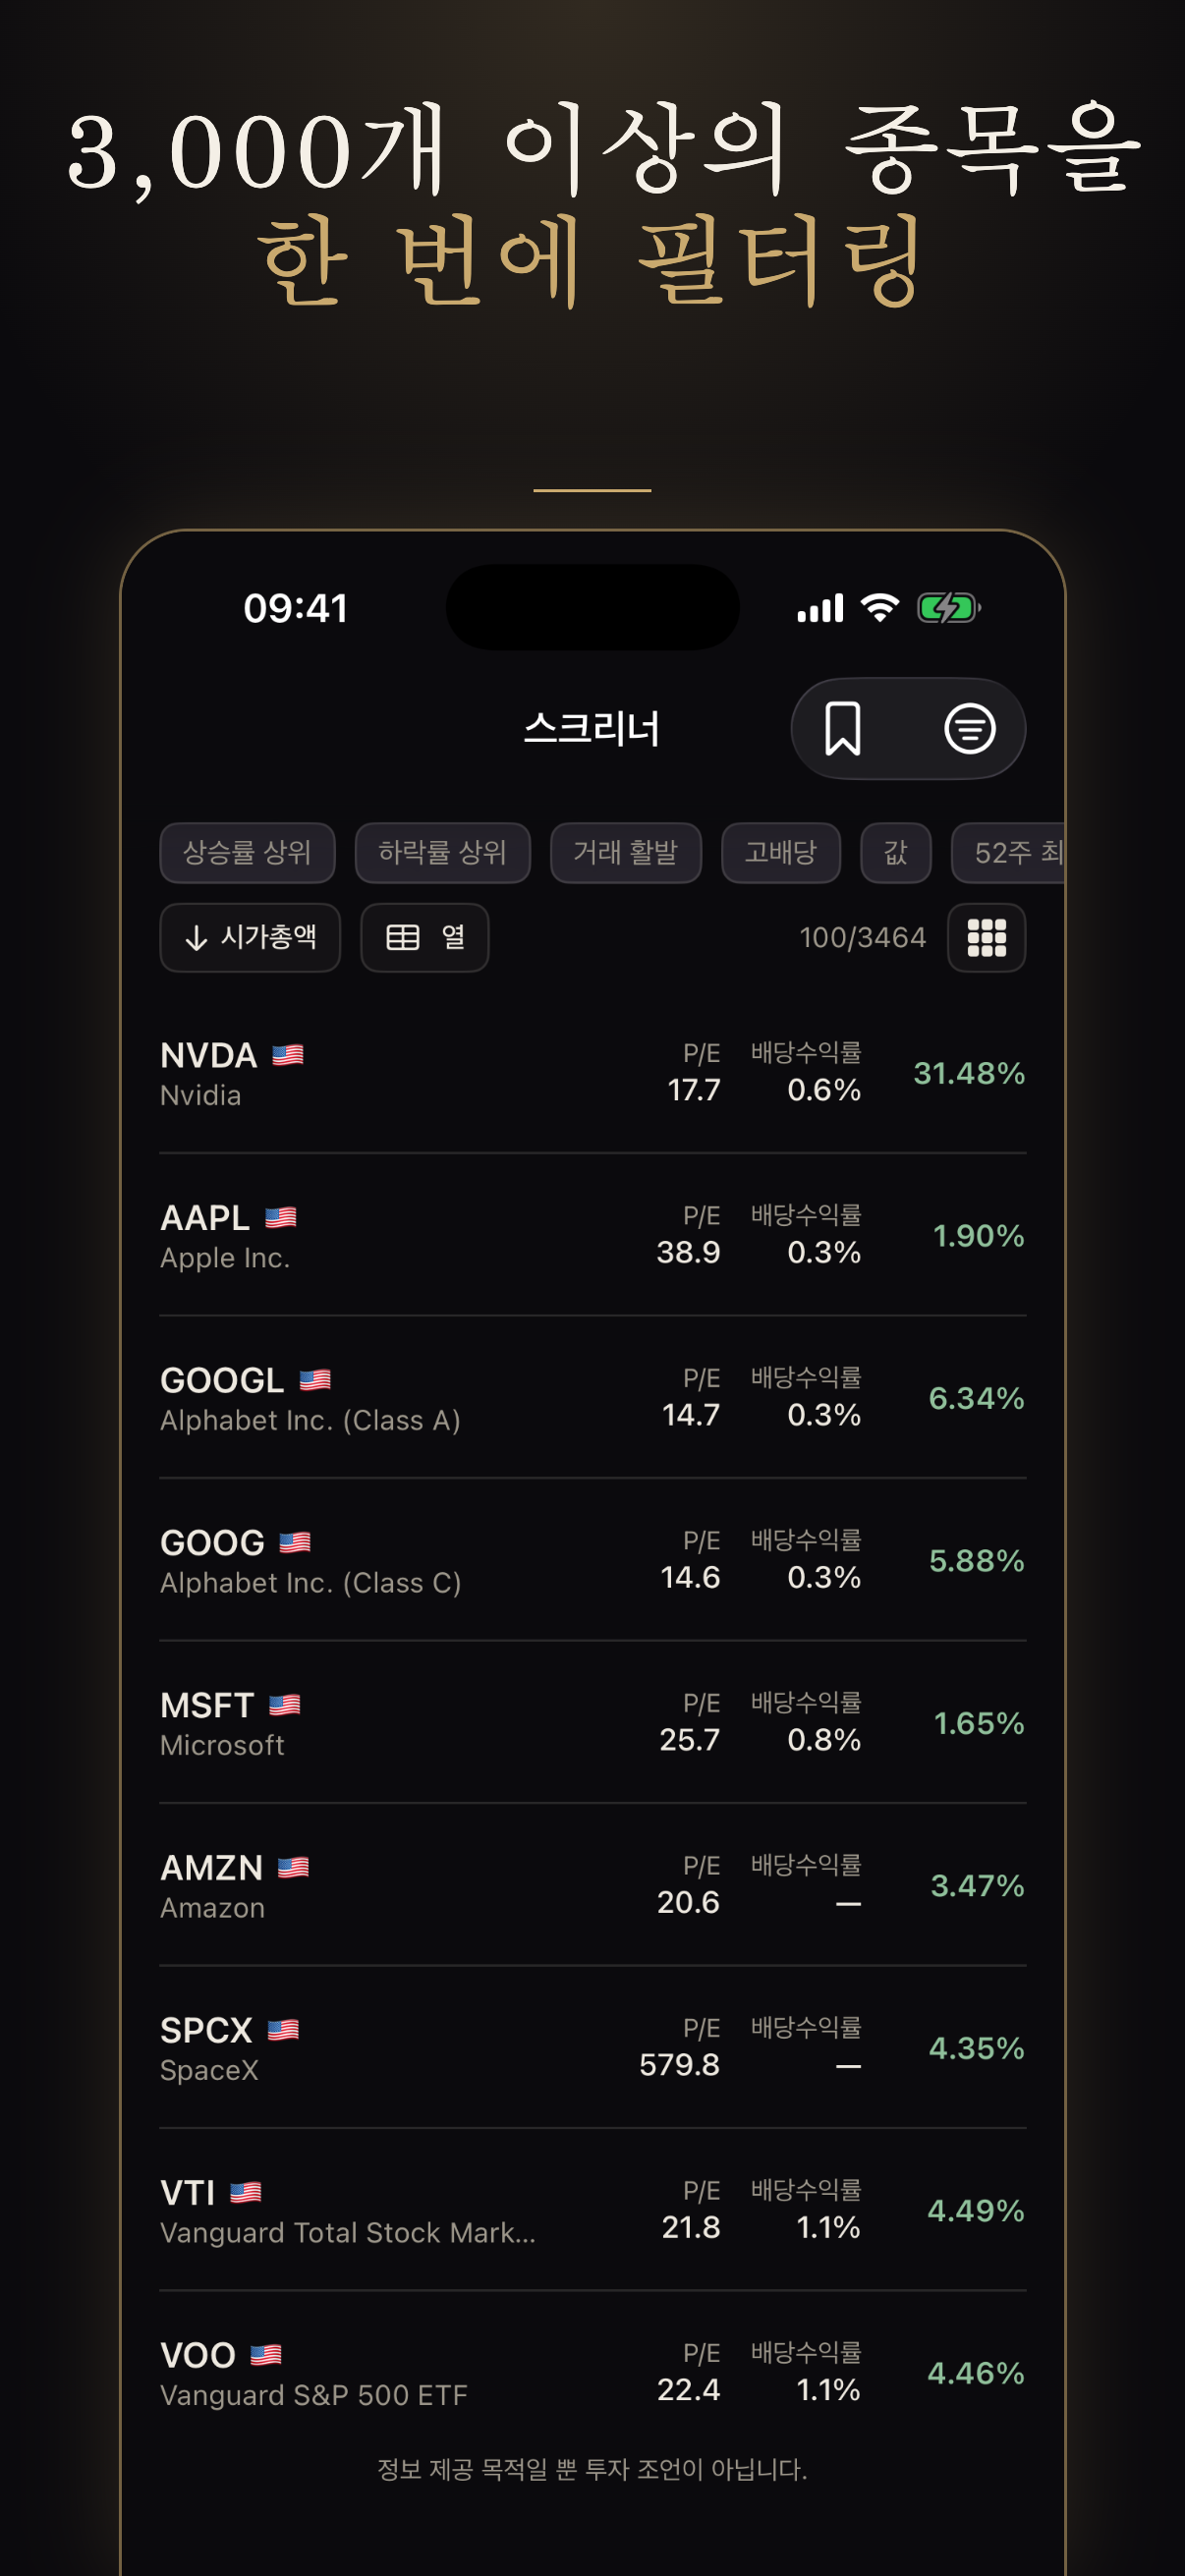 3,000개 이상의 종목을
한 번에 필터링
09:41
스크리너
상승률 상위 하락률 상위 거래 활발 고배당 값 52주 최
시가총액 열 100/3464
NVDA P/E 배당수익률 31.48%
Nvidia 17.7 0.6%
AAPL P/E 배당수익률 1.90%
Apple Inc. 38.9 0.3%
GOOGL P/E 배당수익률 6.34%
Alphabet Inc. (Class A) 14.7 0.3%
GOOG P/E 배당수익률 5.88%
Alphabet Inc. (Class C) 14.6 0.3%
MSFT P/E 배당수익률 1.65%
Microsoft 25.7 0.8%
AMZN P/E 배당수익률 3.47%
Amazon 20.6 —
SPCX P/E 배당수익률 4.35%
SpaceX 579.8 —
VTI P/E 배당수익률 4.49%
Vanguard Total Stock Mark... 21.8 1.1%
VOO P/E 배당수익률 4.46%
Vanguard S&P 500 ETF 22.4 1.1%
정보 제공 목적일 뿐 투자 조언이 아닙니다.